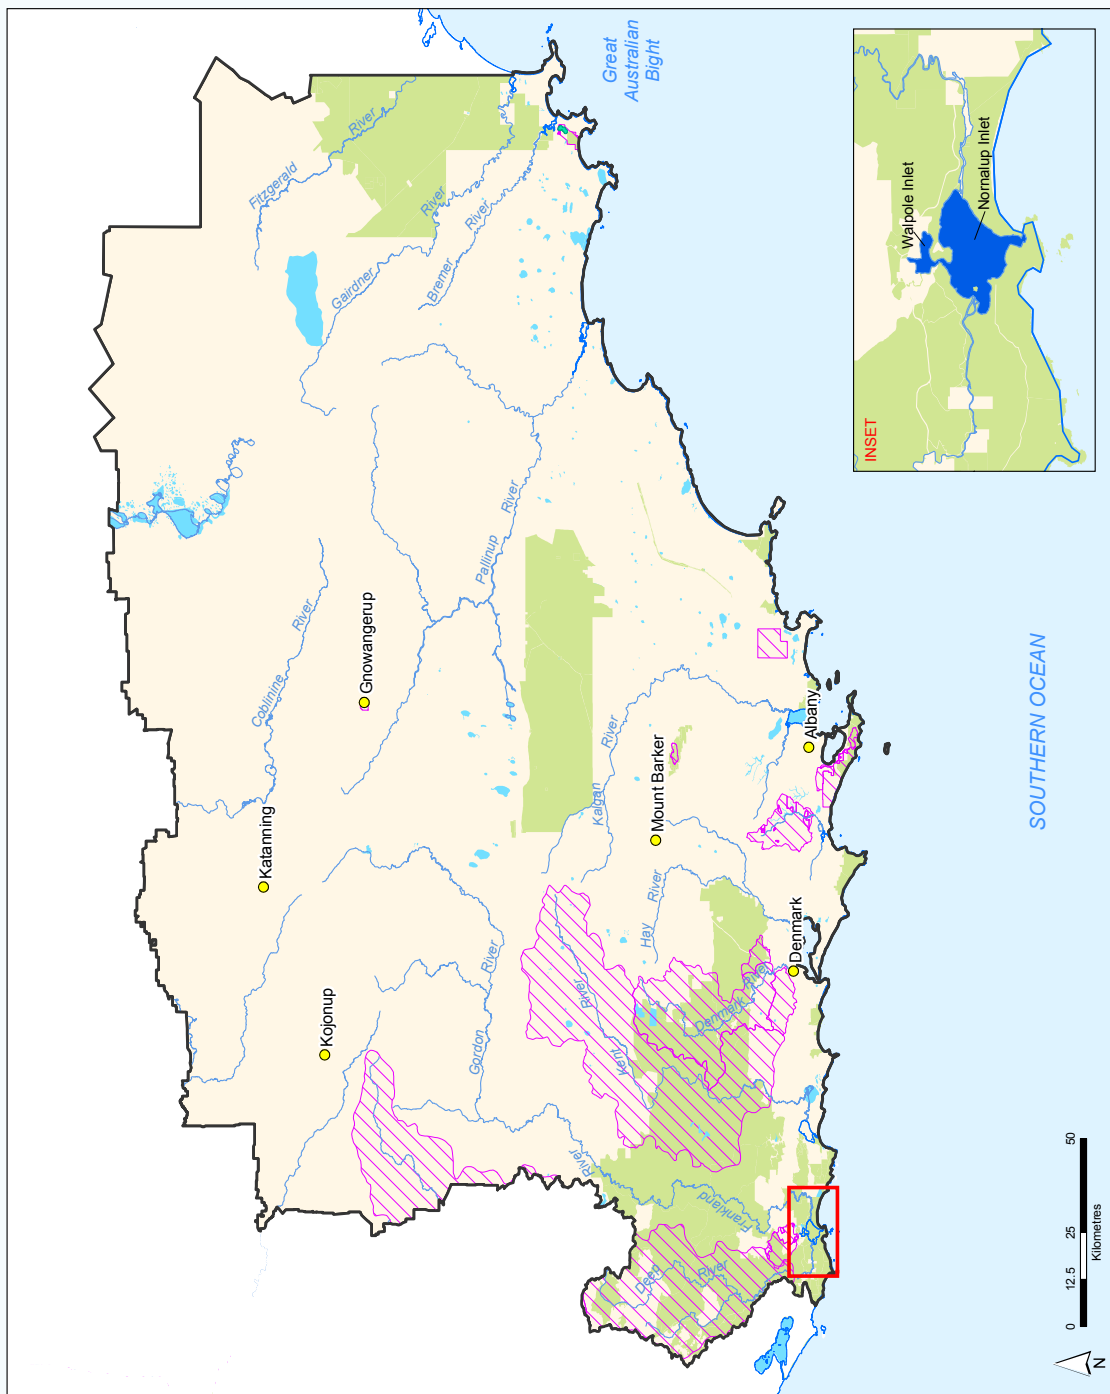 Great
Australian
Bight
Fitzgerald
River
Gairdner
River
Bremer
River
Coblinine
River
Gnowangerup
Pallinup
River
Katanning
Kojonup
Kalgan
River
Mount Barker
Albany
Gordon
River
Hay
River
Denmark
Denmark
River
Kent
River
Frankland
River
Deep
River
SOUTHERN OCEAN
INSET
Walpole Inlet
Nornalup Inlet
0 12.5 25 50
Kilometres
N